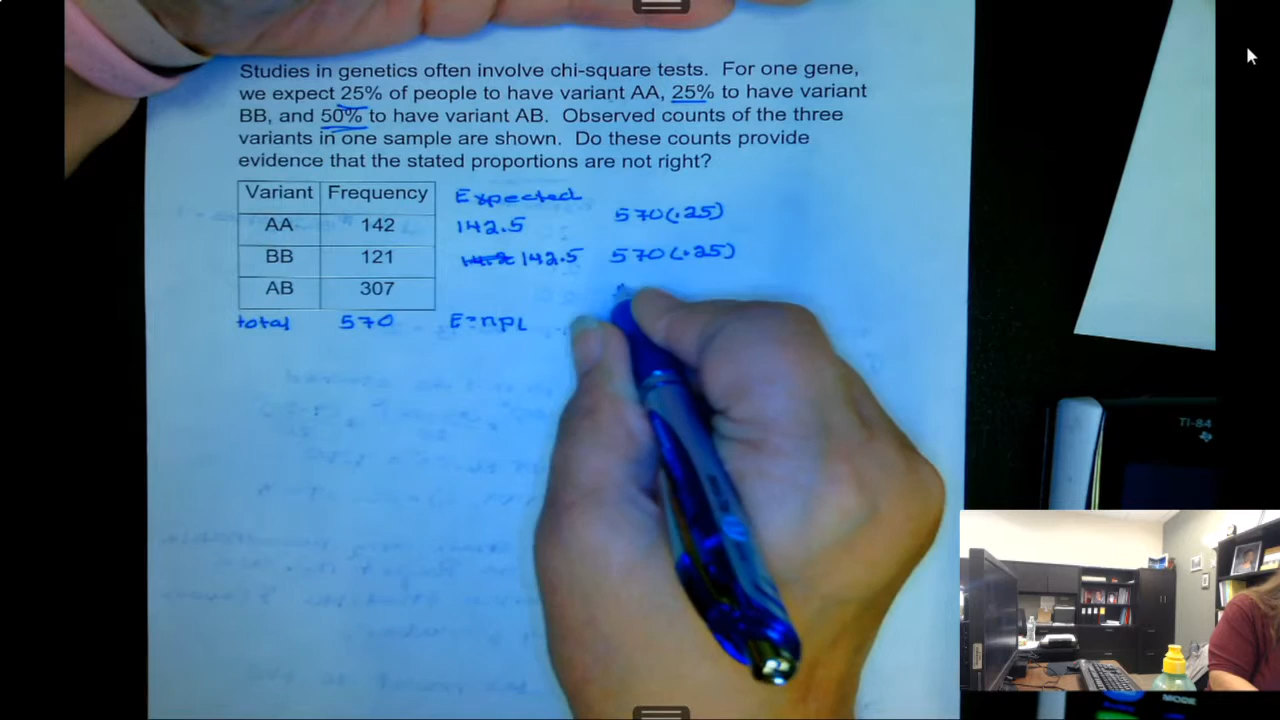 Studies in genetics often involve chi-square tests. For one gene,
we expect 25% of people to have variant AA, 25% to have variant
BB, and 50% to have variant AB. Observed counts of the three
variants in one sample are shown. Do these counts provide
evidence that the stated proportions are not right?
Variant Frequency Expected
AA 142 142.5 570(.25)
BB 121 142.5 570(.25)
AB 307
total 570 E=npi
TI-84
MODE